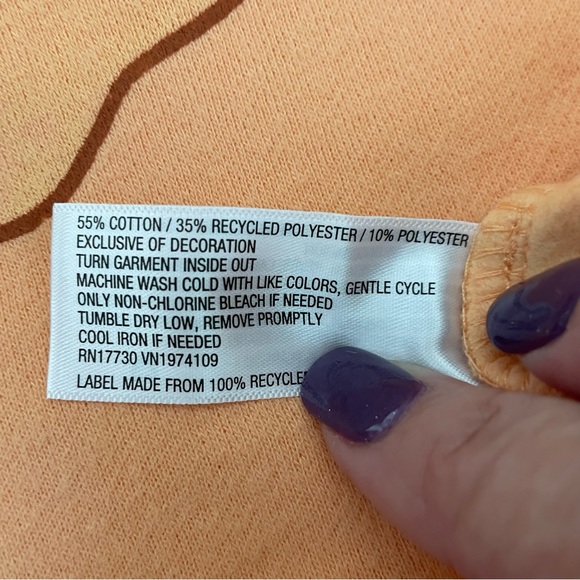 55% COTTON / 35% RECYCLED POLYESTER / 10% POLYESTER
EXCLUSIVE OF DECORATION
TURN GARMENT INSIDE OUT
MACHINE WASH COLD WITH LIKE COLORS, GENTLE CYCLE
ONLY NON-CHLORINE BLEACH IF NEEDED
TUMBLE DRY LOW, REMOVE PROMPTLY
COOL IRON IF NEEDED
RN17730 VN1974109
LABEL MADE FROM 100%